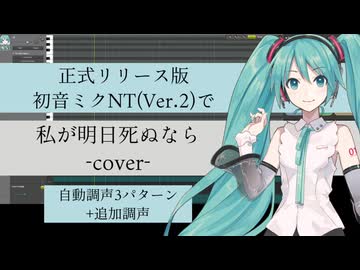 正式リリース版
初音ミクNT(Ver.2)で
私が明日死ぬなら
-cover-
自動調声3パターン
+追加調声
01